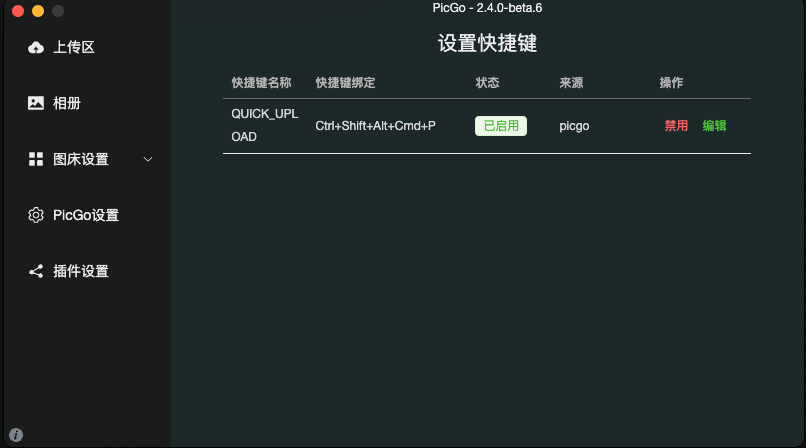 PicGo - 2.4.0-beta.6
上传区
相册
图床设置
PicGo设置
插件设置
设置快捷键
快捷键名称 快捷键绑定 状态 来源 操作
QUICK_UPL
OAD
Ctrl+Shift+Alt+Cmd+P 已启用 picgo 禁用 编辑